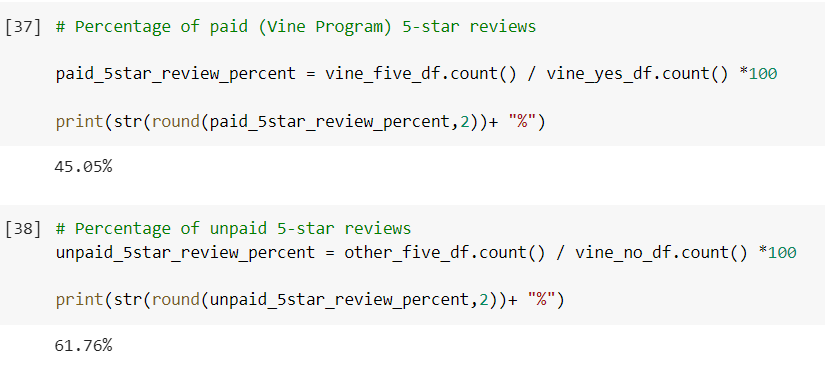 [37] # Percentage of paid (Vine Program) 5-star reviews
paid_5star_review_percent = vine_five_df.count() / vine_yes_df.count() *100
print(str(round(paid_5star_review_percent,2))+ "%")
45.05%
[38] # Percentage of unpaid 5-star reviews
unpaid_5star_review_percent = other_five_df.count() / vine_no_df.count() *100
print(str(round(unpaid_5star_review_percent,2))+ "%")
61.76%